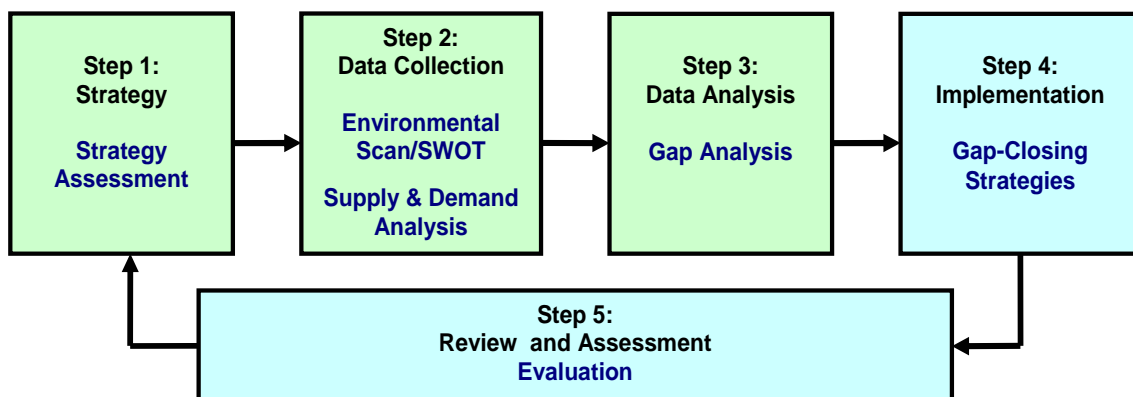 Step 1:
Strategy
Strategy
Assessment
Step 2:
Data Collection
Environmental
Scan/SWOT
Supply & Demand
Analysis
Step 3:
Data Analysis
Gap Analysis
Step 4:
Implementation
Gap-Closing
Strategies
Step 5:
Review and Assessment
Evaluation